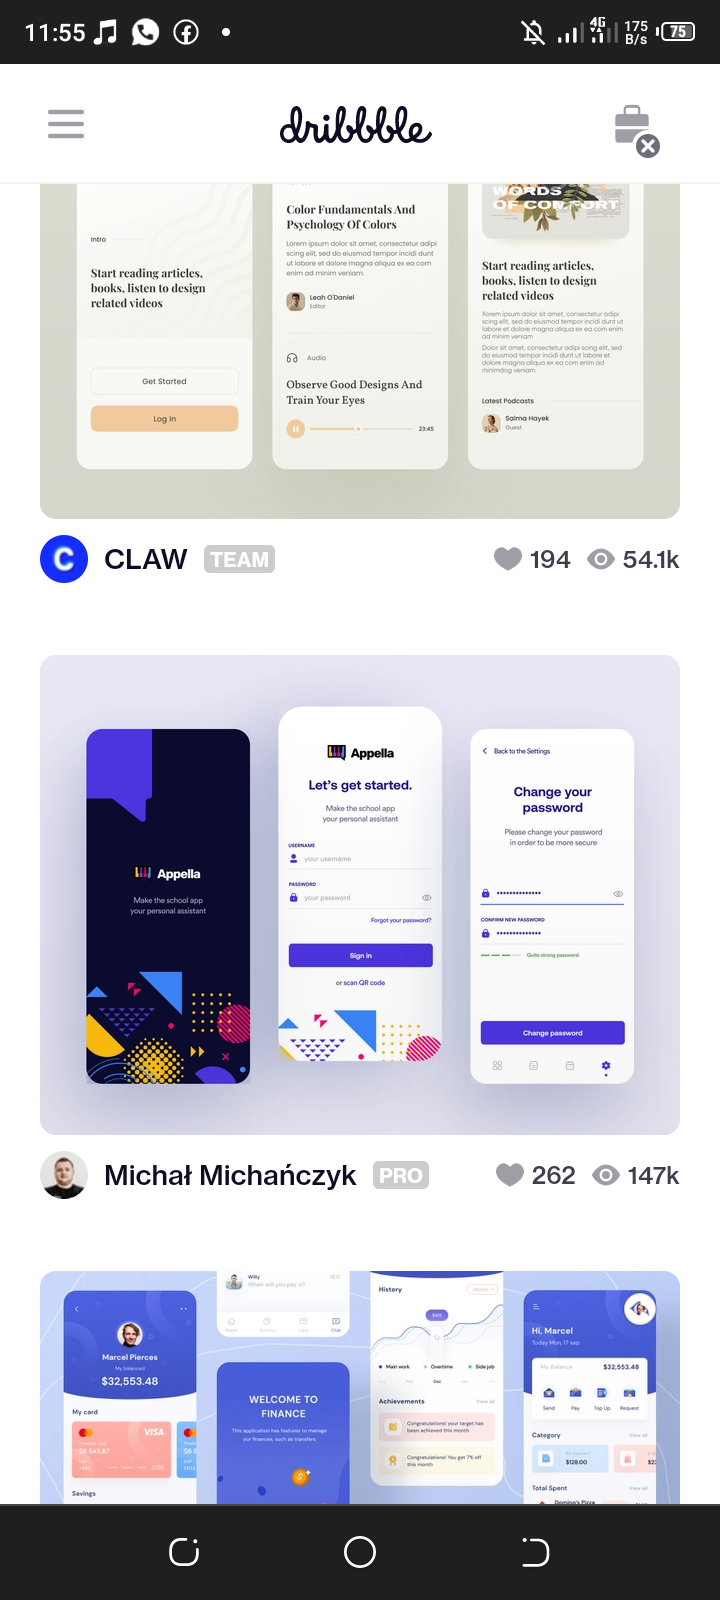 11:55
4G
175
B/s
75
dribbble
WORDS
OF COMFORT
Intro
Start reading articles,
books, listen to design
related videos
Get Started
Log In
Color Fundamentals And
Psychology Of Colors
Lorem ipsum dolor sit amet, consectetur adipi
scing elit, sed do eiusmod tempor incidi dunt
ut labore et dolore magna aliqua ex ea com
enim ad minim veniam.
Leah O'Daniel
Editor
Audio
Observe Good Designs And
Train Your Eyes
23:45
Start reading articles,
books, listen to design
related videos
Xorem ipsum dolor sit amet, consectetur adipi
scing elit, sed do eiusmod tempor incidi dunt ut
labore et dolore magna aliqua ex ea com enim
ad minim veniam
Dolor sit amet, consectetur adipi scing elit, sed
do eiusmod tempor incidi dunt ut labore et
dolore magna aliqua ex ea com enim ad
minimdog veniam
Latest Podcasts
Salma Hayek
Guest
C
CLAW TEAM
194
54.1k
Appella
Make the school app
your personal assistant
Appella
Let's get started.
Make the school app
your personal assistant
USERNAME
your username
PASSWORD
your password
Forgot your password?
Sign in
or scan QR code
Back to the Settings
Change your
password
Please change your password
in order to be more secure
CONFIRM NEW PASSWORD
Quite strong password
Change password
Michał Michańczyk PRO
262
147k
Marcel Pierces
My balanced
$32,553.48
My card
VISA
$6 543.87
Savings
Willy
When will you pay it?
18.12
Home
Activity
Card
Chat
WELCOME TO
FINANCE
This application has features to manage
our finances, such as transfers
History
Month
Main work
Overtime
Side job
Dec
Achievements
View all
Congratulations! your target has
been achieved this month
Congratulations! You get 7% off
this month
Hi, Marcel
Today Mon, 17 sep
My Balance
$32,553.48
Send
Pay
Top Up
Request
Category
View all
$128.00
Total Spent
View all
Domino's Pizza